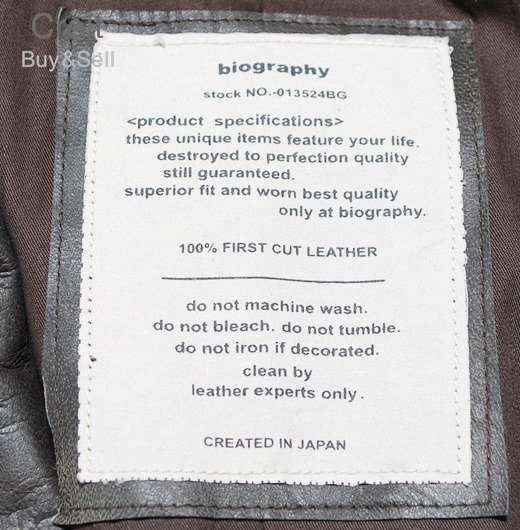 Buy&Sell
biography
stock NO.-013524BG
<product specifications>
these unique items feature your life.
destroyed to perfection quality
still guaranteed.
superior fit and worn best quality
only at biography.
100% FIRST CUT LEATHER
do not machine wash.
do not bleach. do not tumble.
do not iron if decorated.
clean by
leather experts only.
CREATED IN JAPAN